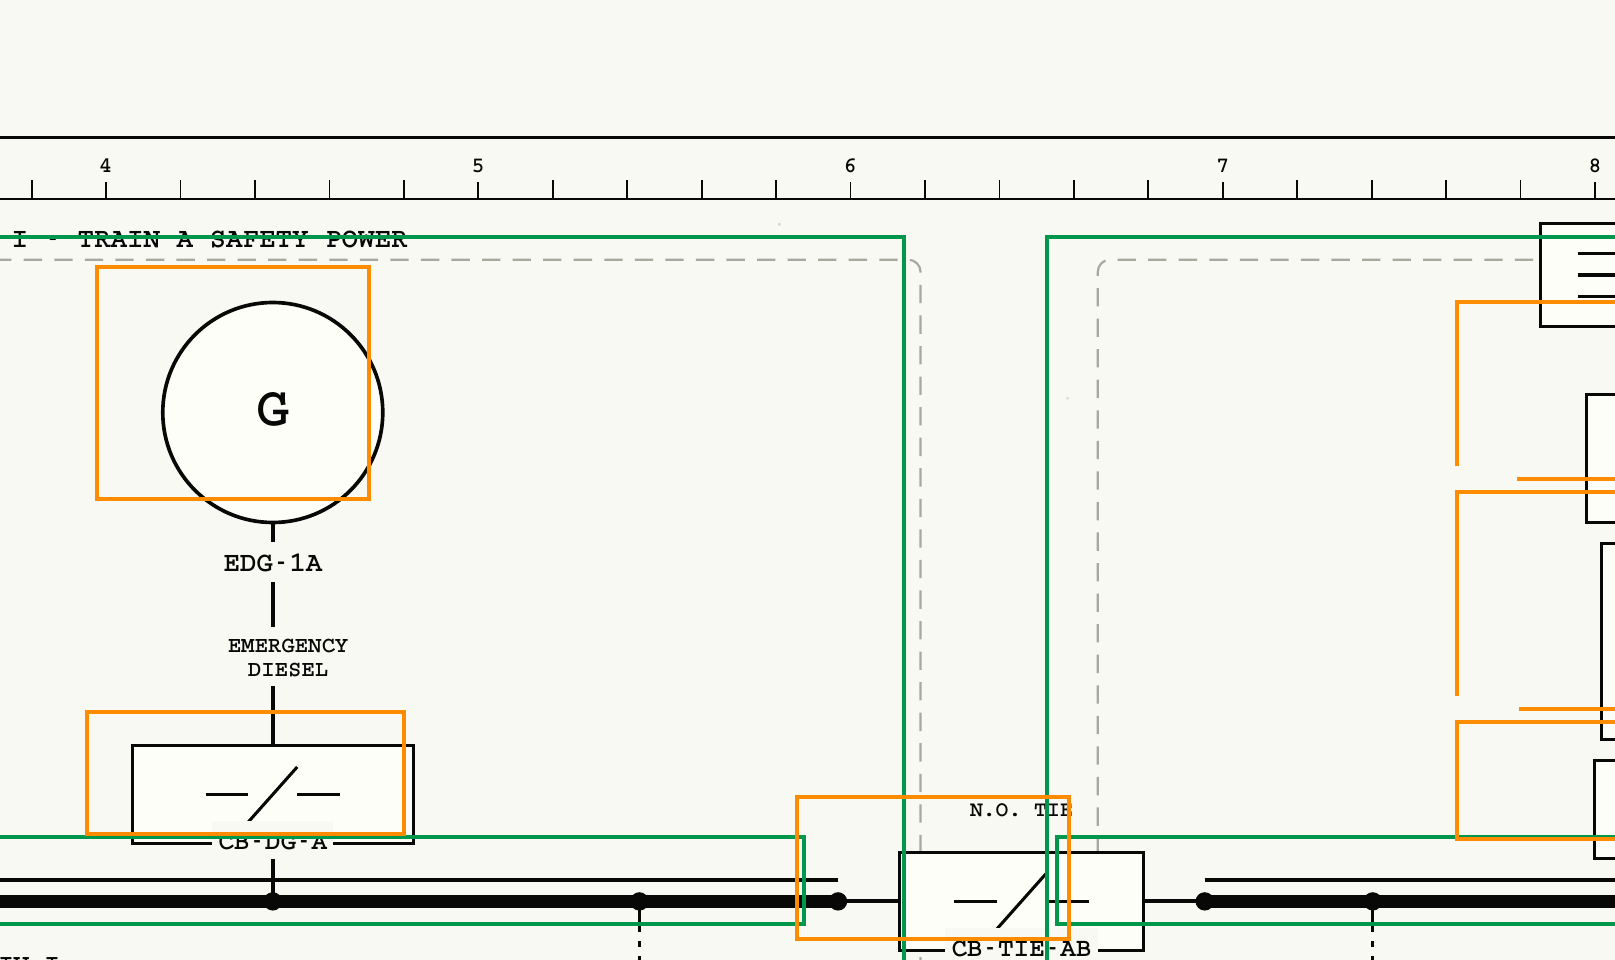 4 5 6 7 8
I - TRAIN A SAFETY POWER
G
EDG-1A
EMERGENCY
DIESEL
N.O. TIE
CB-DG-A
CB-TIE-AB